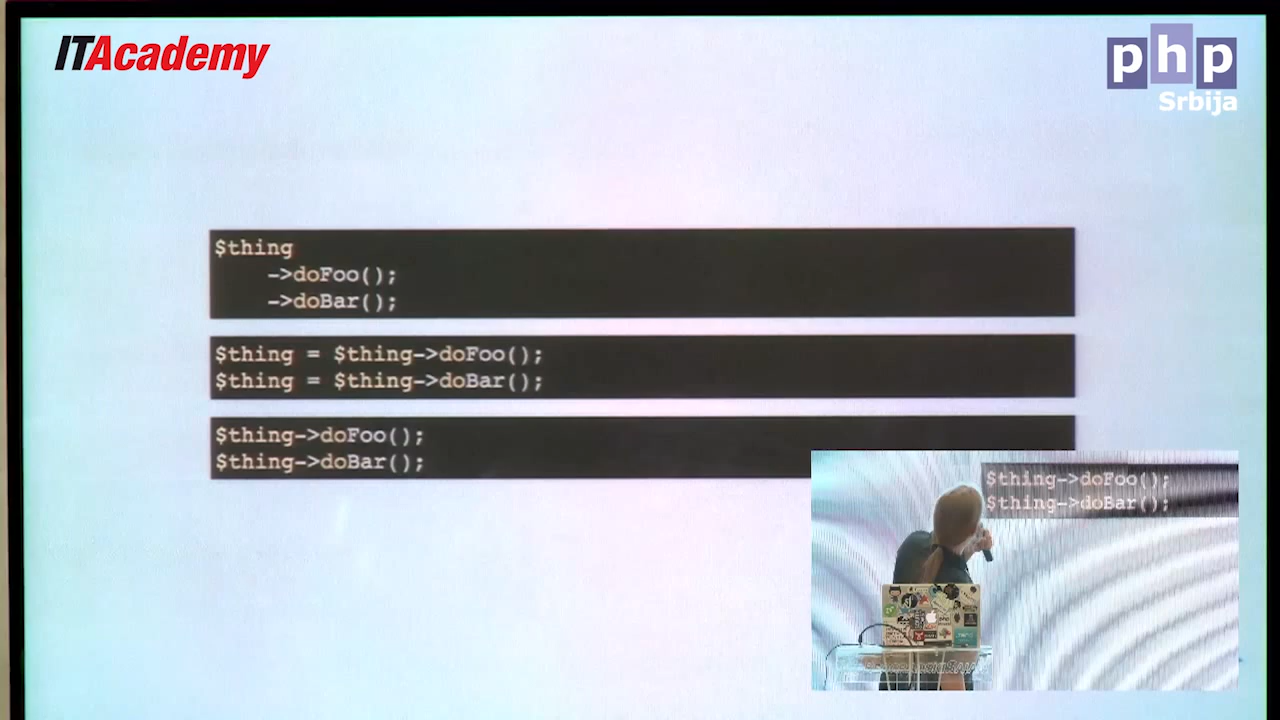 ITAcademy
php
Srbija
$thing
    ->doFoo();
    ->doBar();
$thing = $thing->doFoo();
$thing = $thing->doBar();
$thing->doFoo();
$thing->doBar();
$thing->doFoo();
$thing->doBar();